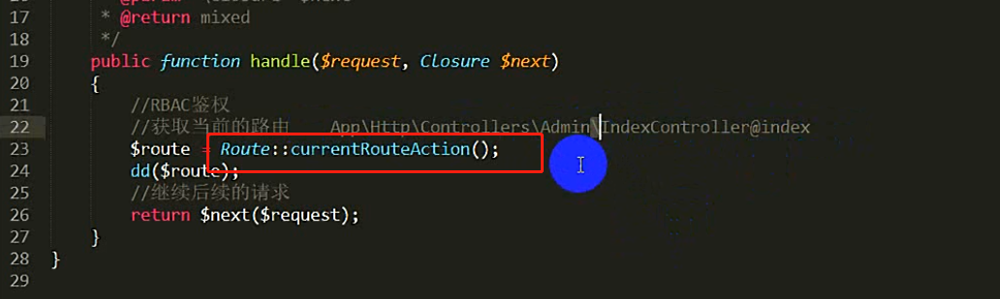 17 * @return mixed
18 */
19 public function handle($request, Closure $next)
20 {
21 //RBAC鉴权
22 //获取当前的路由 App\Http\Controllers\Admin\IndexController@index
23 $route = Route::currentRouteAction();
24 dd($route);
25 //继续后续的请求
26 return $next($request);
27 }
28 }
29